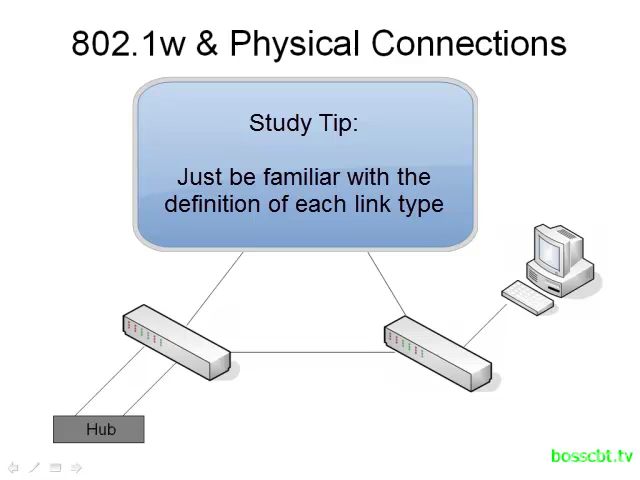 802.1w & Physical Connections
Study Tip:
Just be familiar with the
definition of each link type
Hub
bosscbt.tv